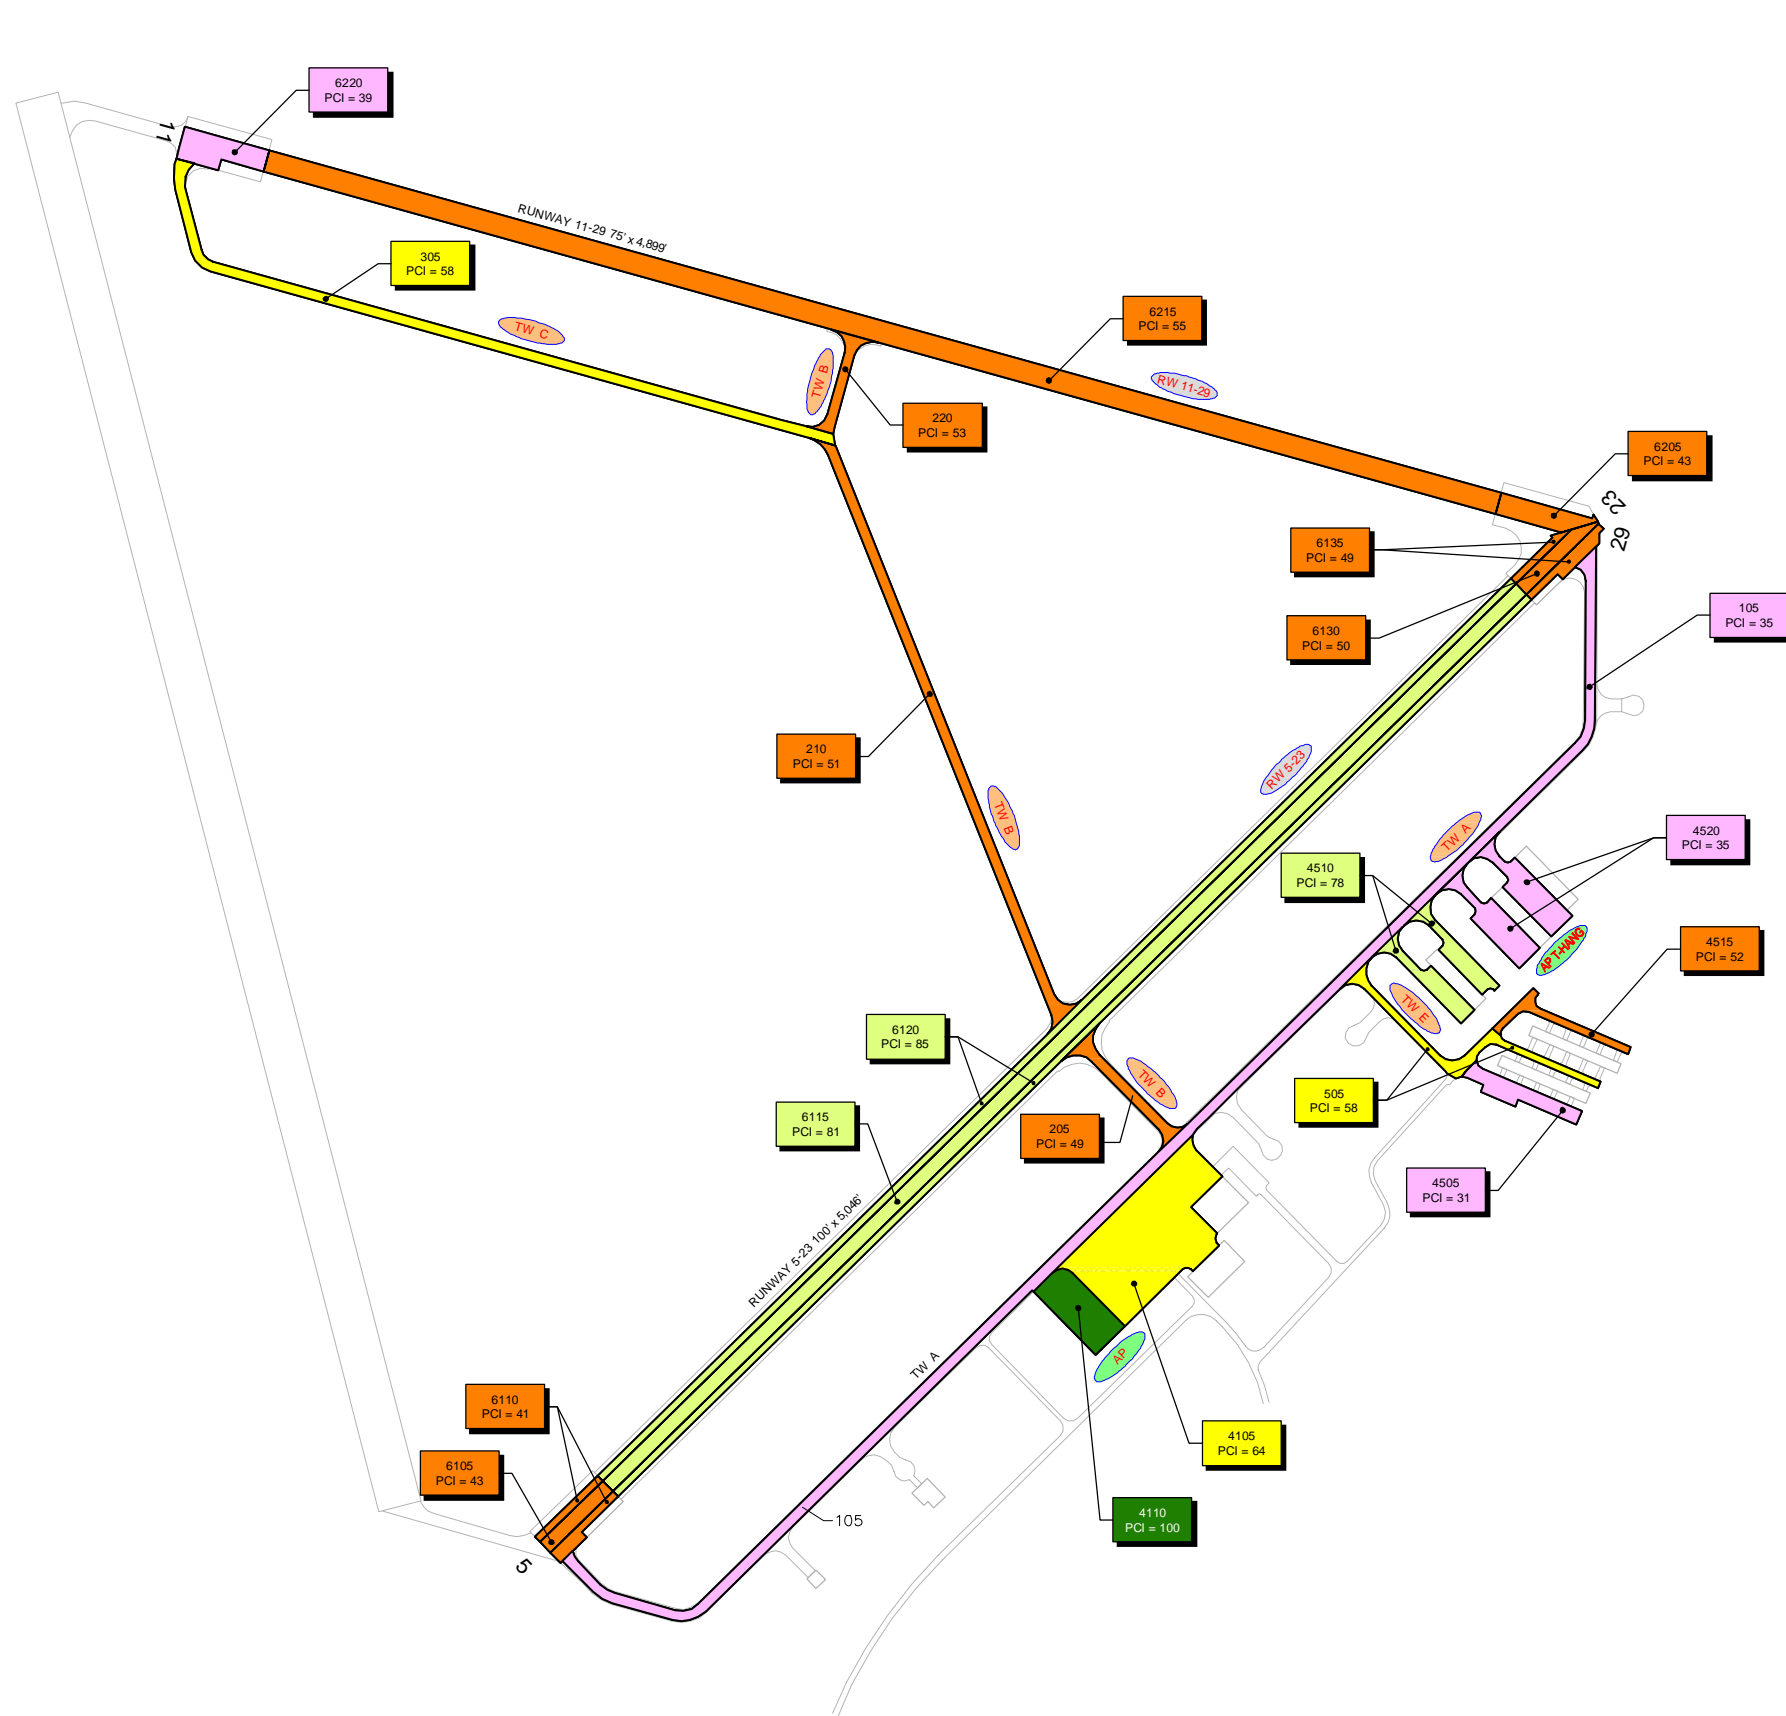 6220
PCI = 39
11
RUNWAY 11-29 75' x 4,899'
305
PCI = 58
TW C
6215
PCI = 55
TW B
RW 11-29
220
PCI = 53
6205
PCI = 43
23
29
6135
PCI = 49
105
PCI = 35
6130
PCI = 50
210
PCI = 51
RW 5-23
TW B
TW A
4520
PCI = 35
4510
PCI = 78
AP T-HANG
4515
PCI = 52
TW E
6120
PCI = 85
TW B
505
PCI = 58
6115
PCI = 81
205
PCI = 49
4505
PCI = 31
RUNWAY 5-23 100' x 5,046'
TW A
AP
6110
PCI = 41
4105
PCI = 64
6105
PCI = 43
4110
PCI = 100
105
5